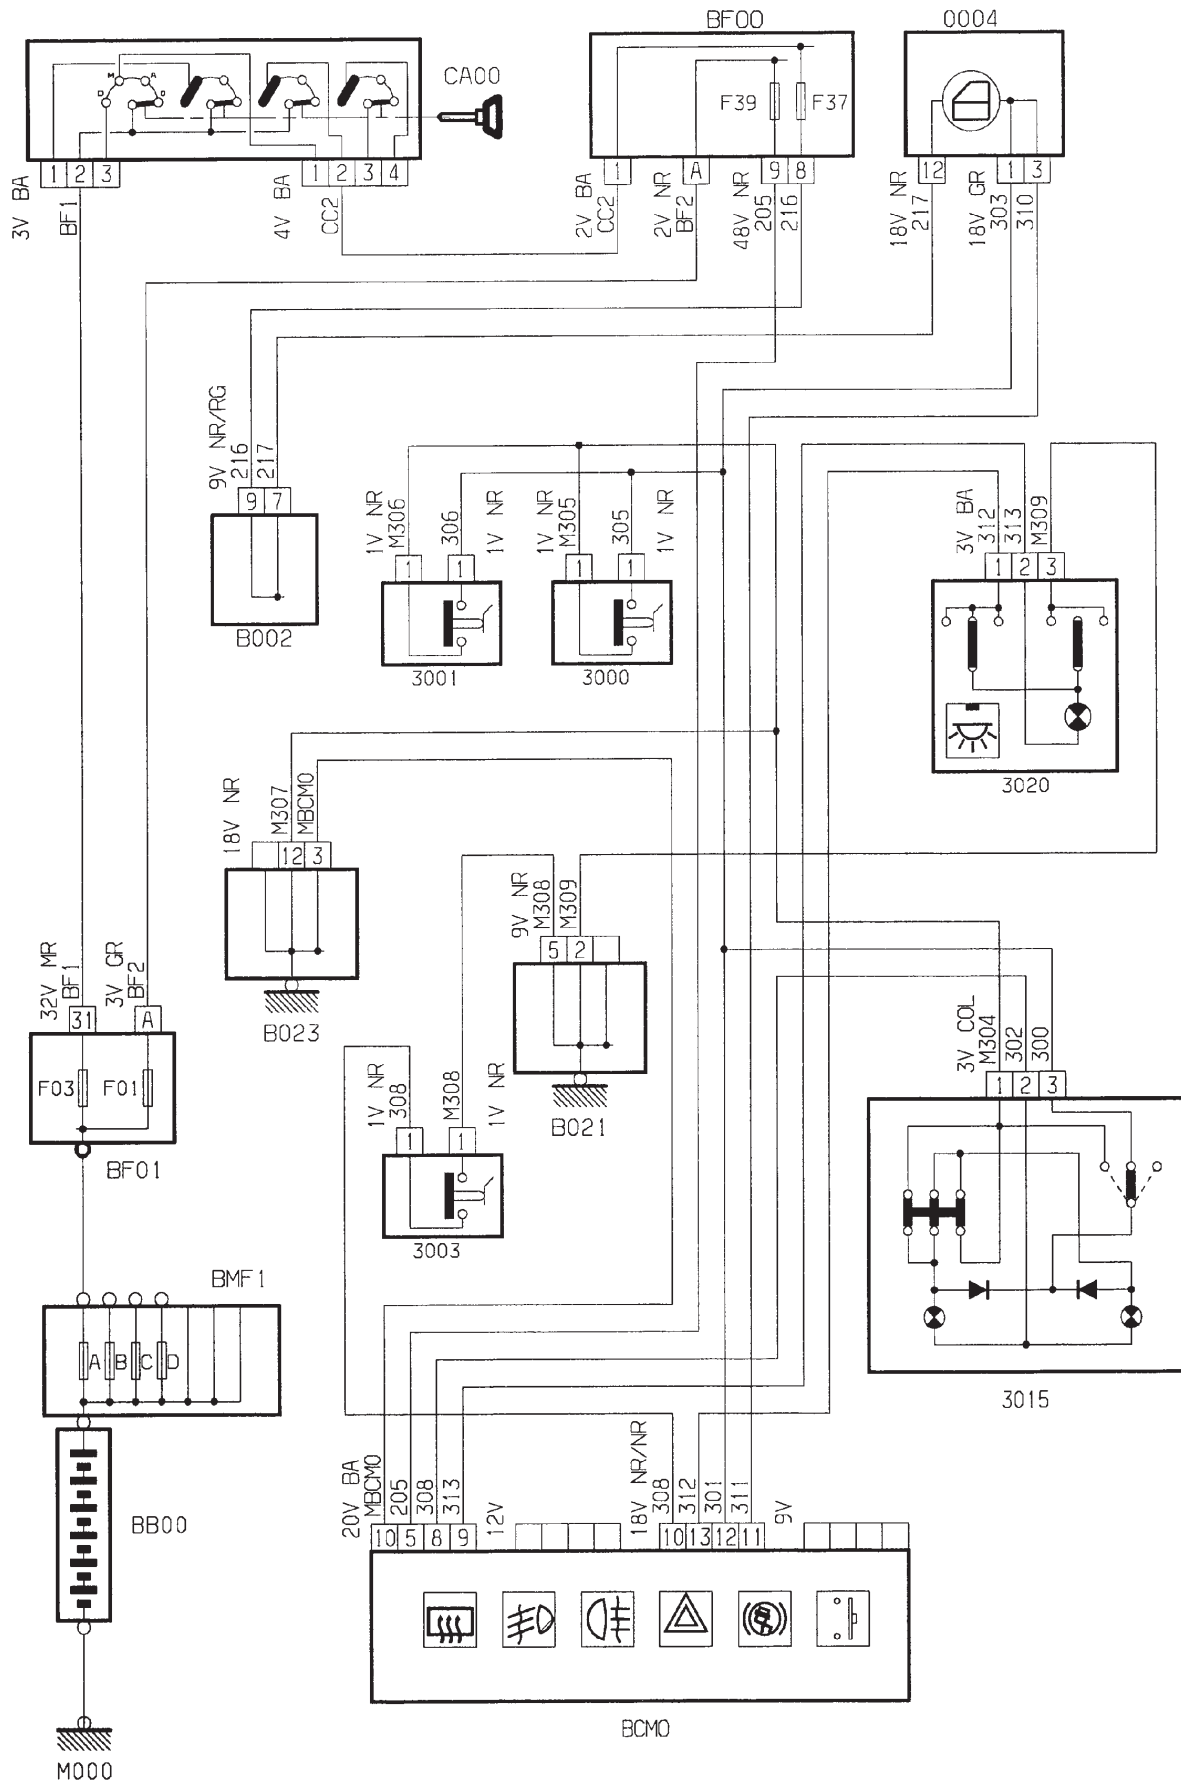 BF00
0004
CA00
M A
D D
F39 F37
1 2 3
1 2 3 4
1 A 9 8
12 1 3
3V BA
BF1
4V BA
CC2
2V BA
CC2
2V NR
BF2
48V NR
205
216
18V NR
217
18V GR
303
310
9V NR/RG
216
217
9 7
B002
1V NR
M306
306
1V NR
1V NR
M305
305
1V NR
1 1
1 1
3001
3000
3V BA
312
313
M309
1 2 3
3020
18V NR
M307
MBCM0
12 3
B023
9V NR
M308
M309
5 2
B021
32V MR
BF1
3V GR
BF2
31 A
F03 F01
BF01
1V NR
308
M308
1V NR
1 1
3003
3V COL
M304
302
300
1 2 3
3015
BMF1
A B C D
BB00
M000
20V BA
MBCM0
205
308
313
12V
18V NR/NR
308
312
301
311
9V
10 5 8 9
10 13 12 11
BCM0